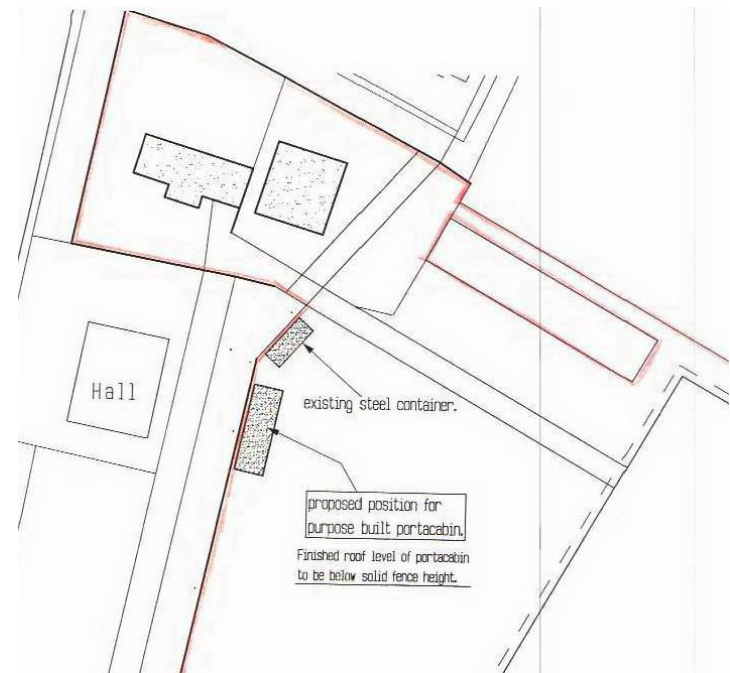 Hall
existing steel container.
proposed position for
purpose built portacabin.
Finished roof level of portacabin
to be below solid fence height.